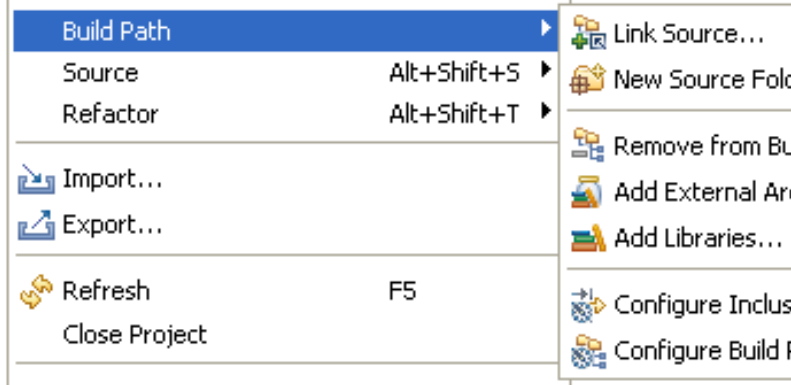 Build Path
Source Alt+Shift+S
Refactor Alt+Shift+T
Import...
Export...
Refresh F5
Close Project
Link Source...
New Source Fol
Remove from Bu
Add External Ar
Add Libraries...
Configure Inclus
Configure Build